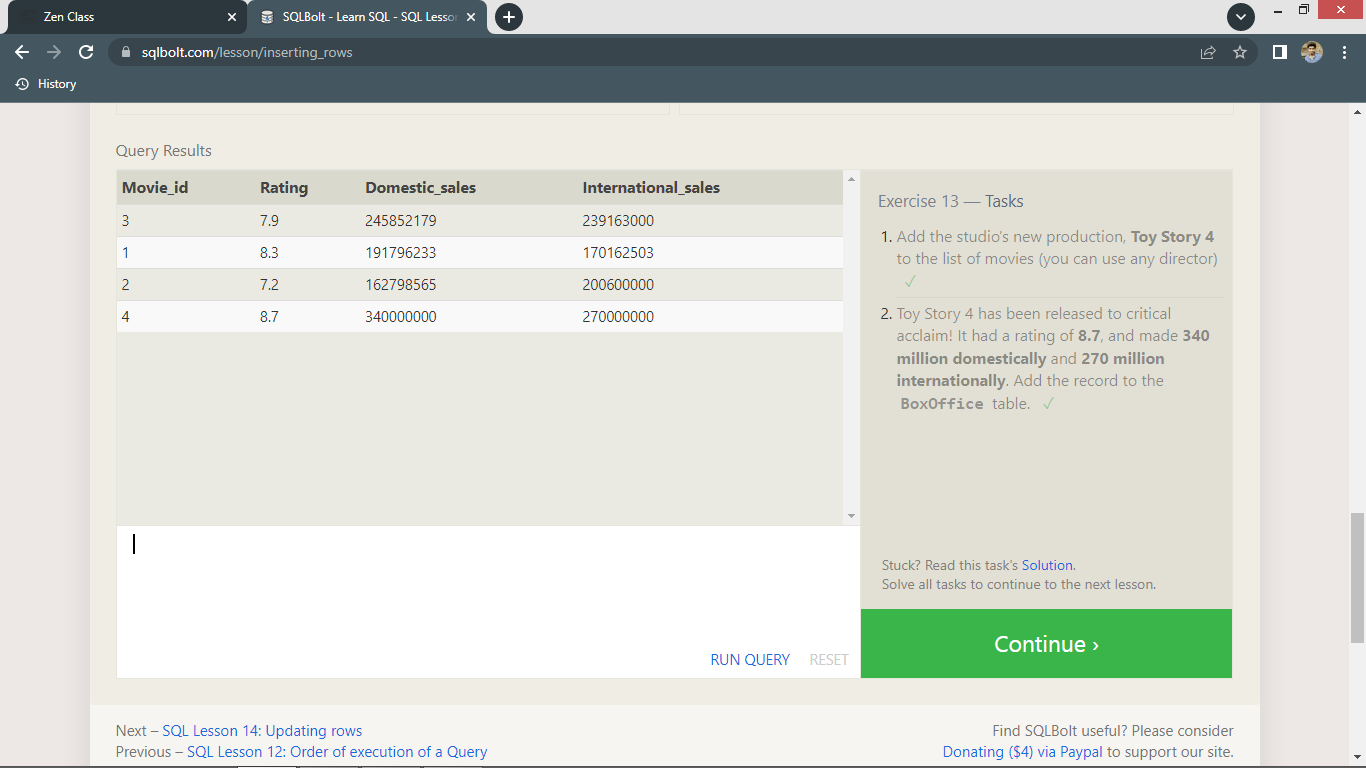 Zen Class
SQLBolt - Learn SQL - SQL Lesson
sqlbolt.com/lesson/inserting_rows
History
Query Results
Movie_id Rating Domestic_sales International_sales
3 7.9 245852179 239163000
1 8.3 191796233 170162503
2 7.2 162798565 200600000
4 8.7 340000000 270000000
RUN QUERY RESET
Exercise 13 — Tasks
1. Add the studio's new production, Toy Story 4
to the list of movies (you can use any director)
✓
2. Toy Story 4 has been released to critical
acclaim! It had a rating of 8.7, and made 340
million domestically and 270 million
internationally. Add the record to the
BoxOffice table. ✓
Stuck? Read this task's Solution.
Solve all tasks to continue to the next lesson.
Continue ›
Next – SQL Lesson 14: Updating rows
Previous – SQL Lesson 12: Order of execution of a Query
Find SQLBolt useful? Please consider
Donating ($4) via Paypal to support our site.